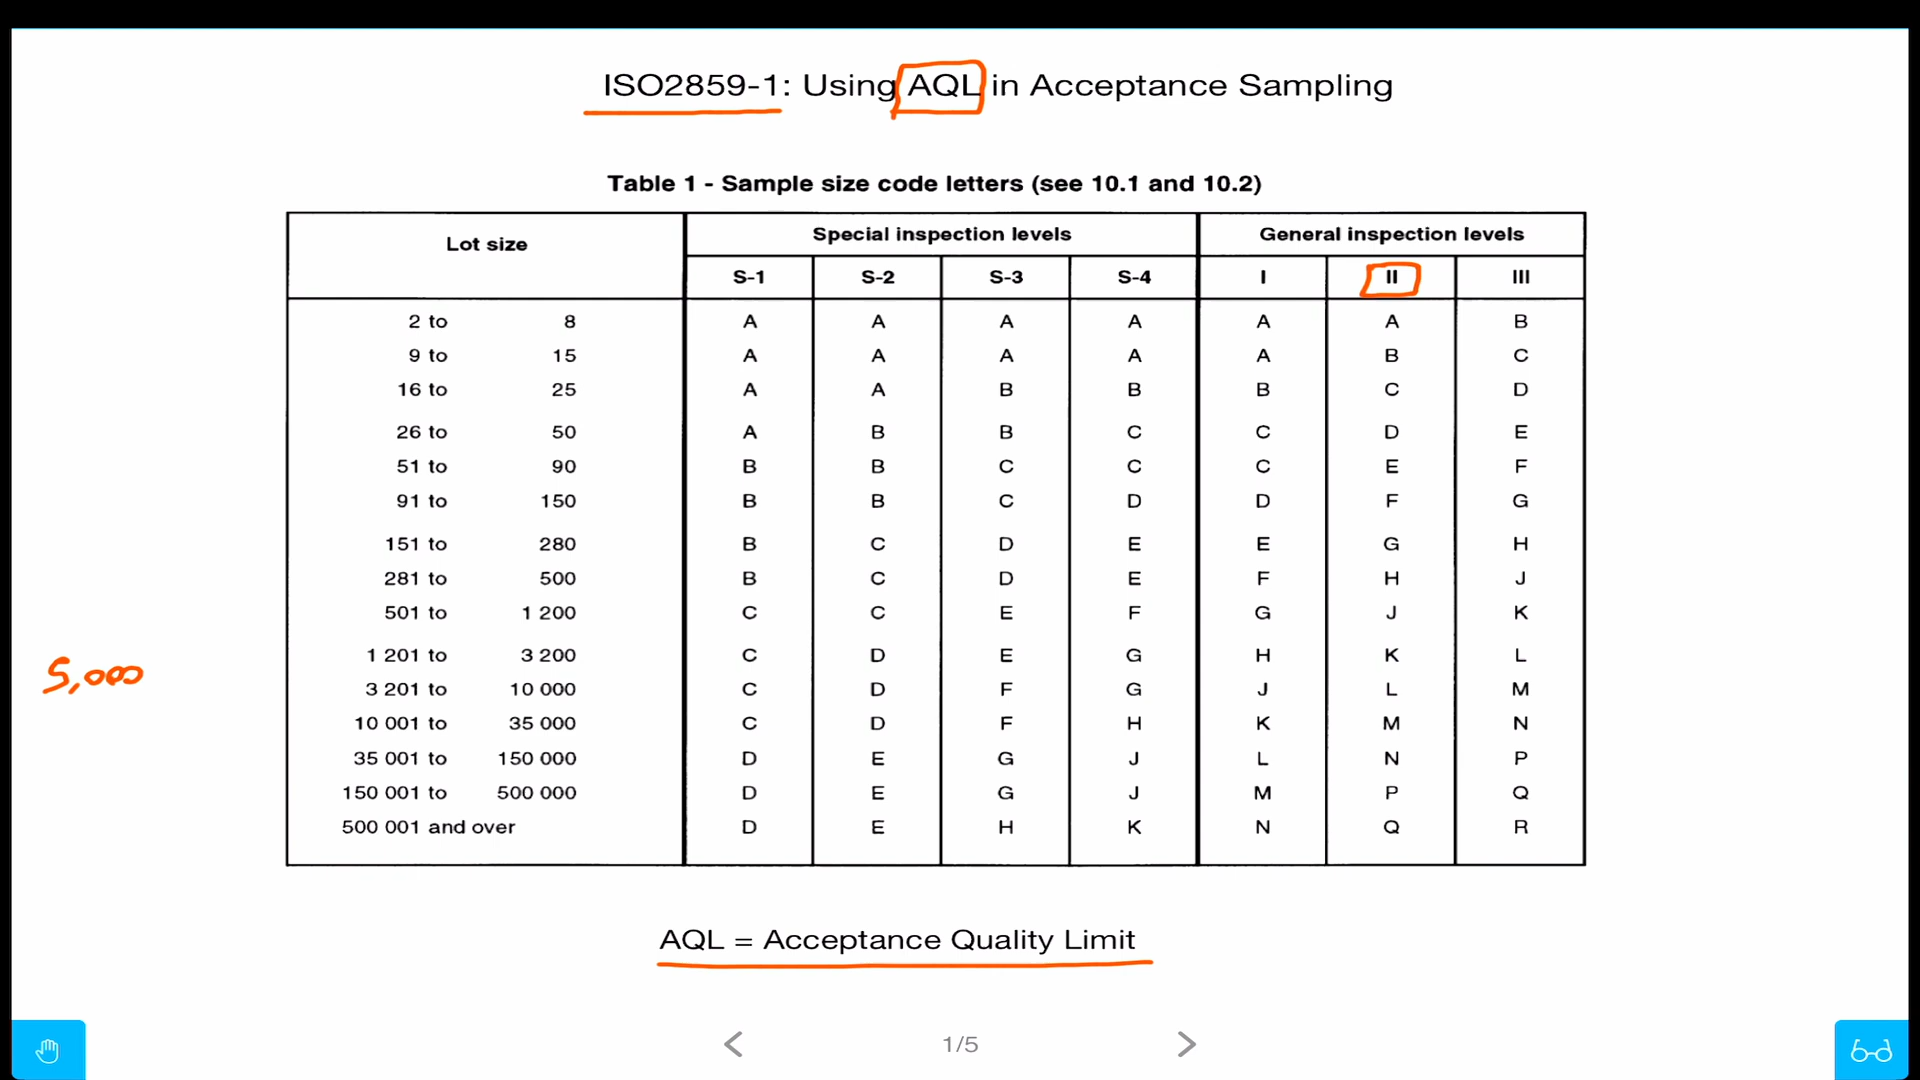 ISO2859-1: Using AQL in Acceptance Sampling
Table 1 - Sample size code letters (see 10.1 and 10.2)
Lot size Special inspection levels General inspection levels
S-1 S-2 S-3 S-4 I II III
2 to 8 A A A A A A B
9 to 15 A A A A A B C
16 to 25 A A B B B C D
26 to 50 A B B C C D E
51 to 90 B B C C C E F
91 to 150 B B C D D F G
151 to 280 B C D E E G H
281 to 500 B C D E F H J
501 to 1 200 C C E F G J K
1 201 to 3 200 C D E G H K L
5,000
3 201 to 10 000 C D F G J L M
10 001 to 35 000 C D F H K M N
35 001 to 150 000 D E G J L N P
150 001 to 500 000 D E G J M P Q
500 001 and over D E H K N Q R
AQL = Acceptance Quality Limit
1/5